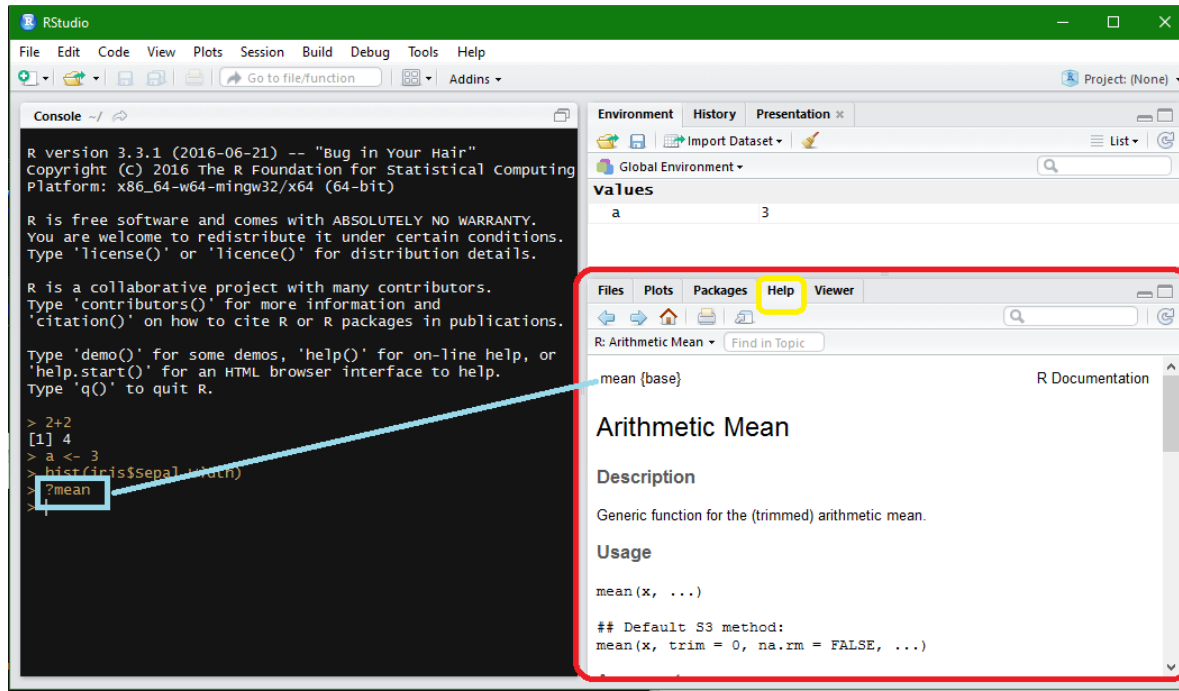 RStudio
File Edit Code View Plots Session Build Debug Tools Help
Go to file/function Addins Project: (None)
Console ~/
R version 3.3.1 (2016-06-21) -- "Bug in Your Hair"
Copyright (C) 2016 The R Foundation for Statistical Computing
Platform: x86_64-w64-mingw32/x64 (64-bit)
R is free software and comes with ABSOLUTELY NO WARRANTY.
You are welcome to redistribute it under certain conditions.
Type 'license()' or 'licence()' for distribution details.
R is a collaborative project with many contributors.
Type 'contributors()' for more information and
'citation()' on how to cite R or R packages in publications.
Type 'demo()' for some demos, 'help()' for on-line help, or
'help.start()' for an HTML browser interface to help.
Type 'q()' to quit R.
> 2+2
[1] 4
> a <- 3
> hist(iris$Sepal.Width)
> ?mean
>
Environment History Presentation
Import Dataset List
Global Environment
values
a 3
Files Plots Packages Help Viewer
R: Arithmetic Mean Find in Topic
mean {base} R Documentation
Arithmetic Mean
Description
Generic function for the (trimmed) arithmetic mean.
Usage
mean(x, ...)
## Default S3 method:
mean(x, trim = 0, na.rm = FALSE, ...)